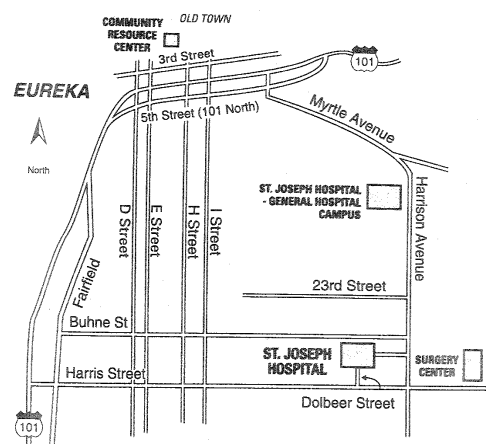 OLD TOWN
COMMUNITY
RESOURCE
CENTER
3rd Street
101
EUREKA
5th Street (101 North)
Myrtle Avenue
North
ST. JOSEPH HOSPITAL
- GENERAL HOSPITAL
CAMPUS
Harrison Avenue
D Street
E Street
H Street
I Street
Fairfield
23rd Street
Buhne St
ST. JOSEPH
HOSPITAL
SURGERY
CENTER
Harris Street
Dolbeer Street
101